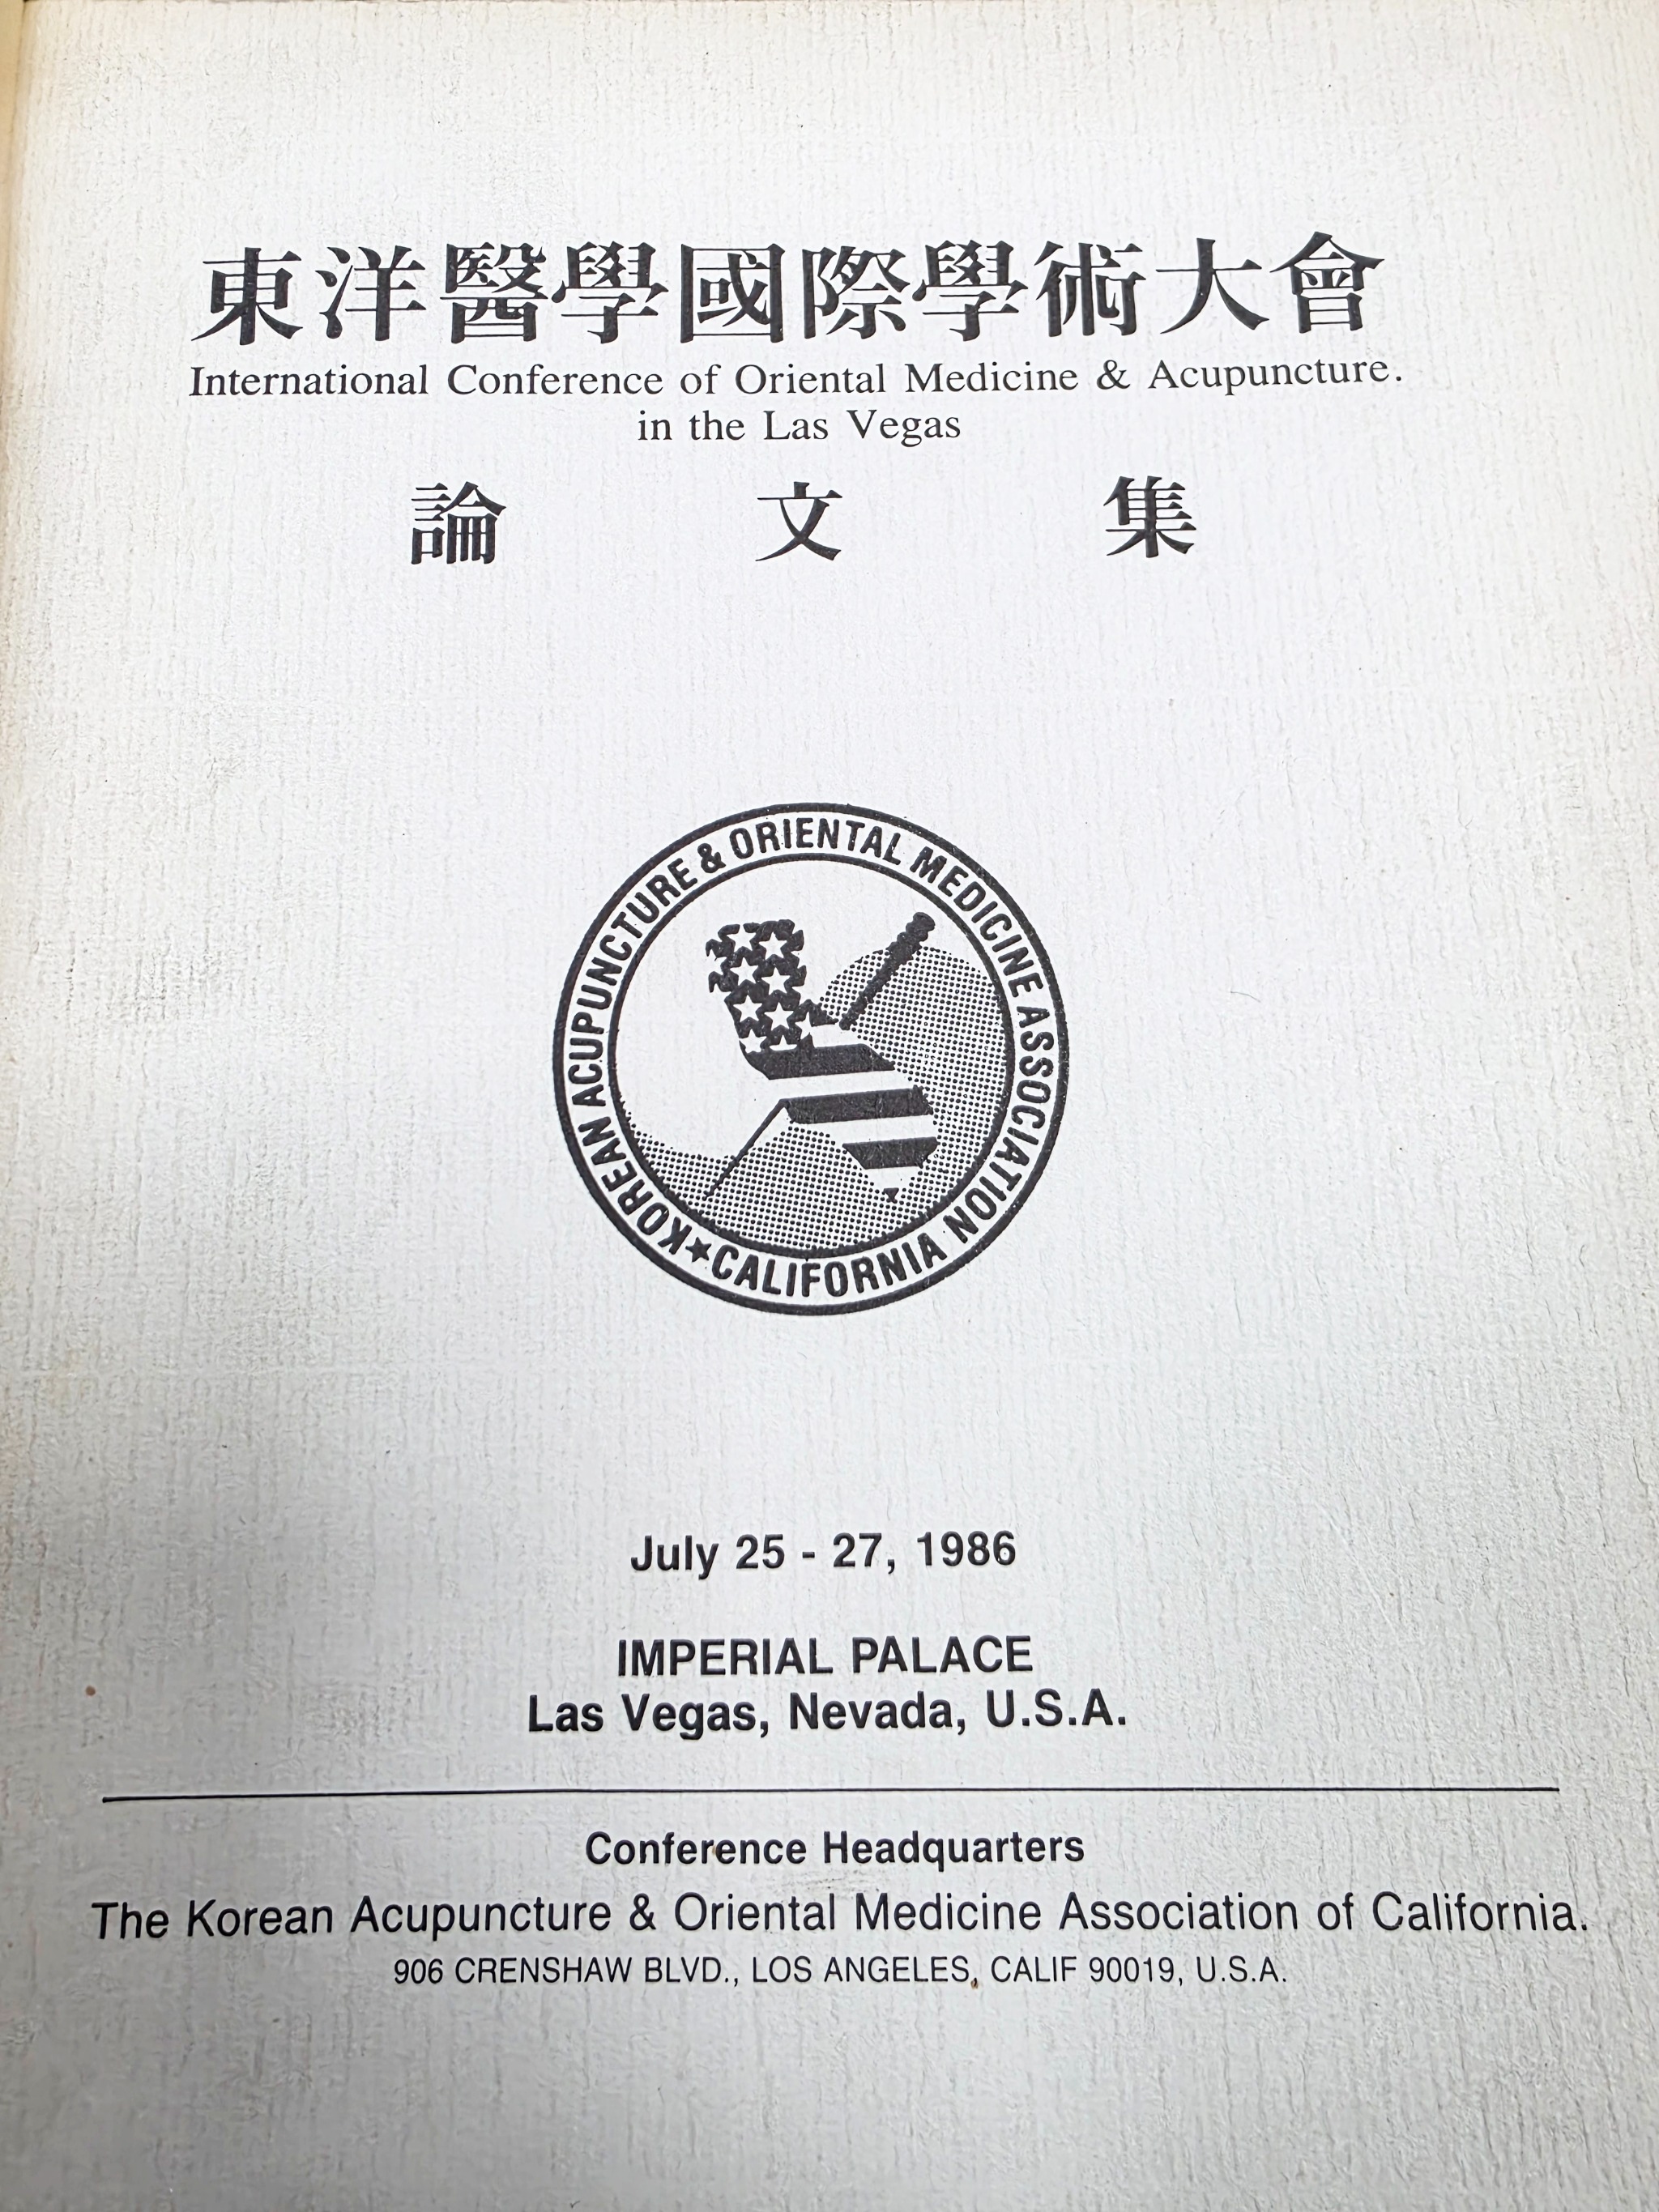 東洋醫學國際學術大會
International Conference of Oriental Medicine & Acupuncture.
in the Las Vegas
論文集
KOREAN ACUPUNCTURE & ORIENTAL MEDICINE ASSOCIATION
★CALIFORNIA
July 25 - 27, 1986
IMPERIAL PALACE
Las Vegas, Nevada, U.S.A.
Conference Headquarters
The Korean Acupuncture & Oriental Medicine Association of California.
906 CRENSHAW BLVD., LOS ANGELES, CALIF 90019, U.S.A.